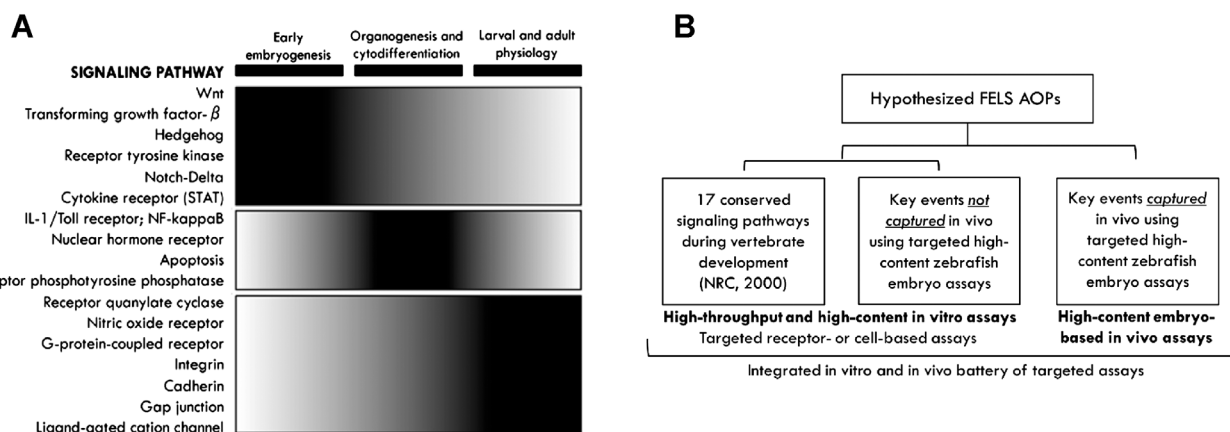 A
Early
embryogenesis
Organogenesis and
cytodifferentiation
Larval and adult
physiology
SIGNALING PATHWAY
Wnt
Transforming growth factor-β
Hedgehog
Receptor tyrosine kinase
Notch-Delta
Cytokine receptor (STAT)
IL-1/Toll receptor; NF-kappaB
Nuclear hormone receptor
Apoptosis
ptor phosphotyrosine phosphatase
Receptor quanylate cyclase
Nitric oxide receptor
G-protein-coupled receptor
Integrin
Cadherin
Gap junction
Ligand-gated cation channel
B
Hypothesized FELS AOPs
17 conserved
signaling pathways
during vertebrate
development
(NRC, 2000)
Key events not
captured in vivo
using targeted high-
content zebrafish
embryo assays
Key events captured
in vivo using
targeted high-
content zebrafish
embryo assays
High-throughput and high-content in vitro assays
Targeted receptor- or cell-based assays
High-content embryo-
based in vivo assays
Integrated in vitro and in vivo battery of targeted assays